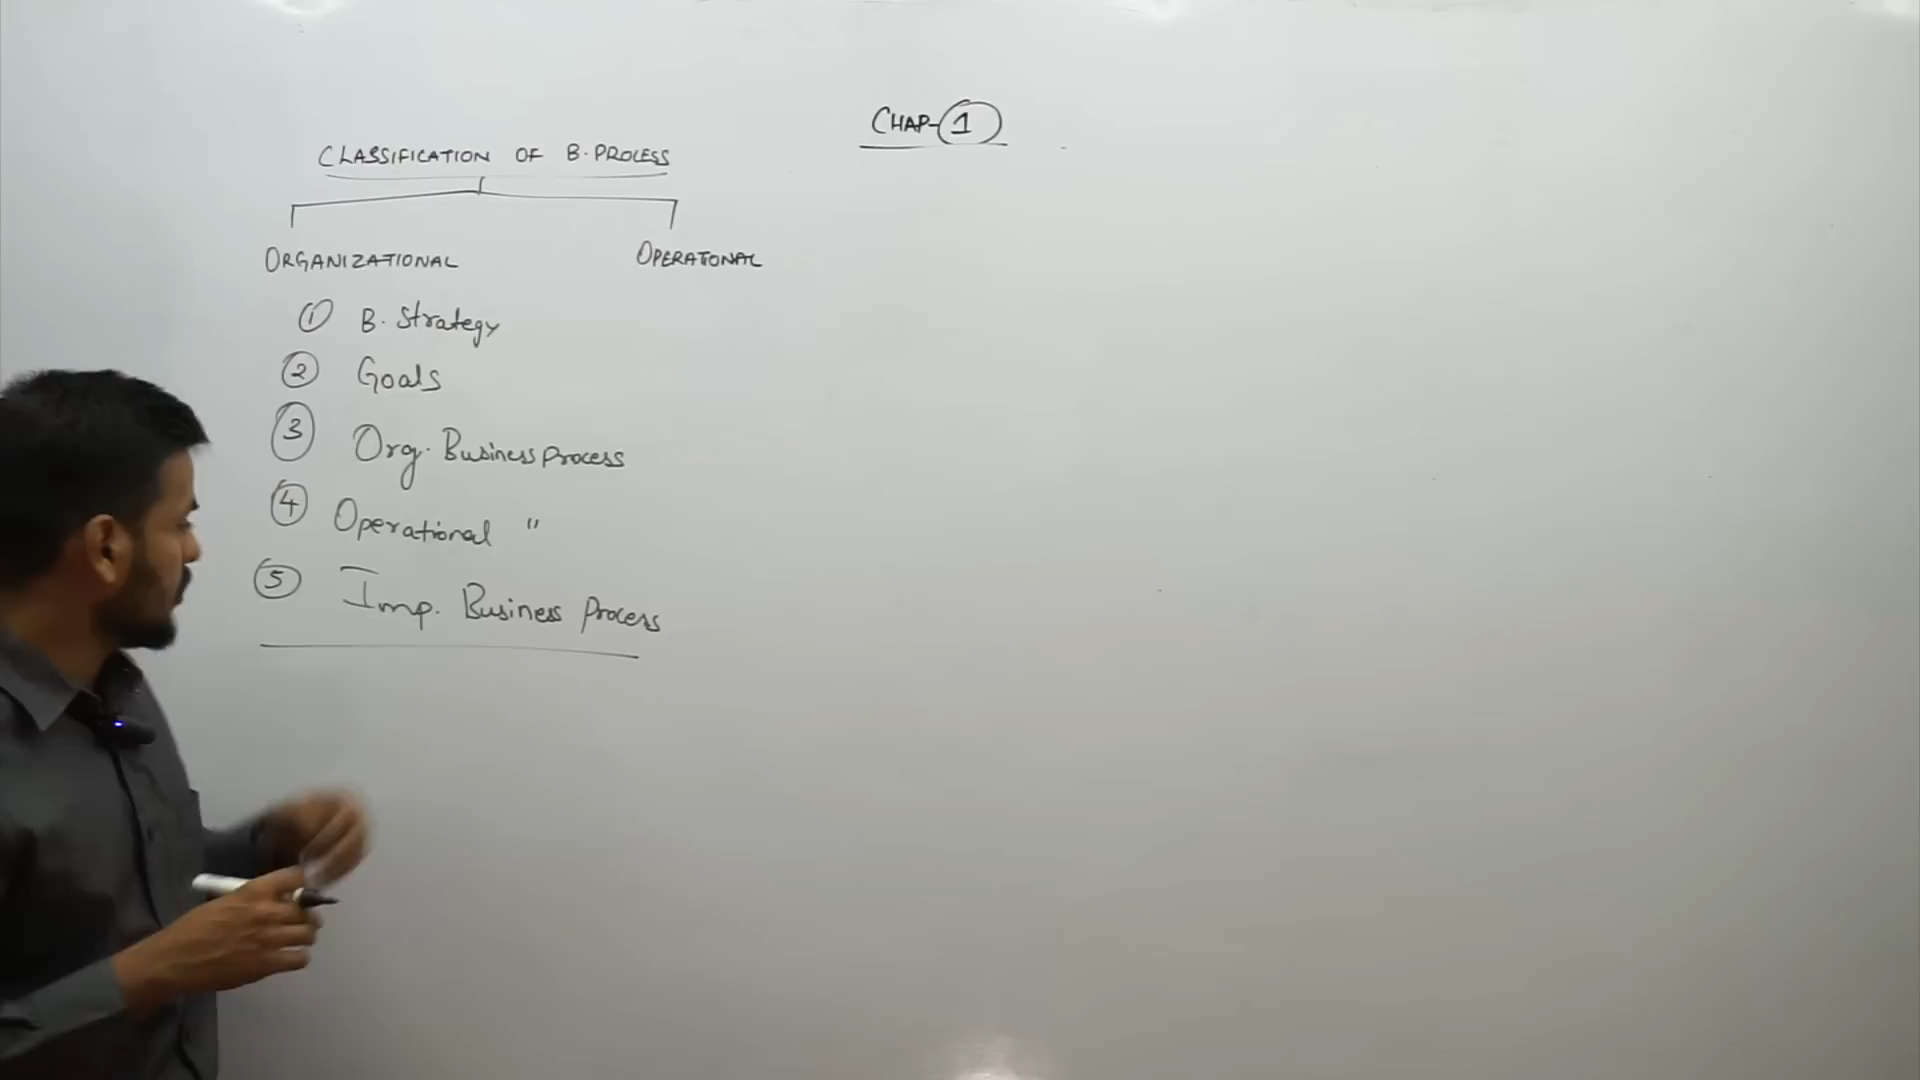 CHAP-1
CLASSIFICATION OF B.PROCESS
ORGANIZATIONAL OPERATONAL
1 B. Strategy
2 Goals
3 Org. Business process
4 Operational "
5 Imp. Business Process